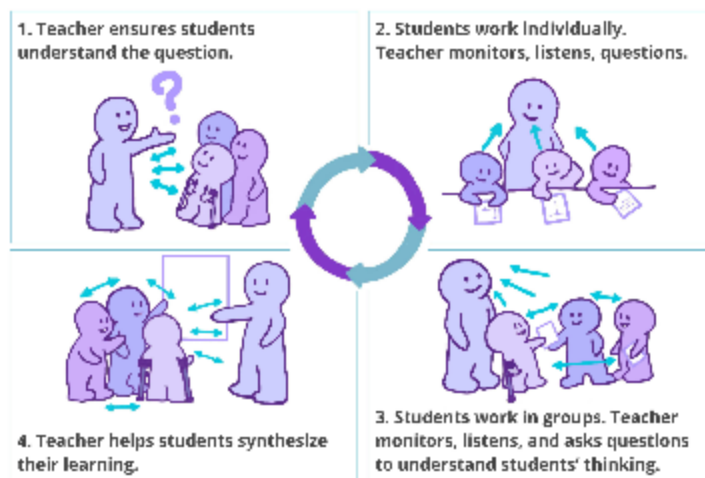 1. Teacher ensures students
understand the question.
?
2. Students work individually.
Teacher monitors, listens, questions.
3. Students work in groups. Teacher
monitors, listens, and asks questions
to understand students' thinking.
4. Teacher helps students synthesize
their learning.